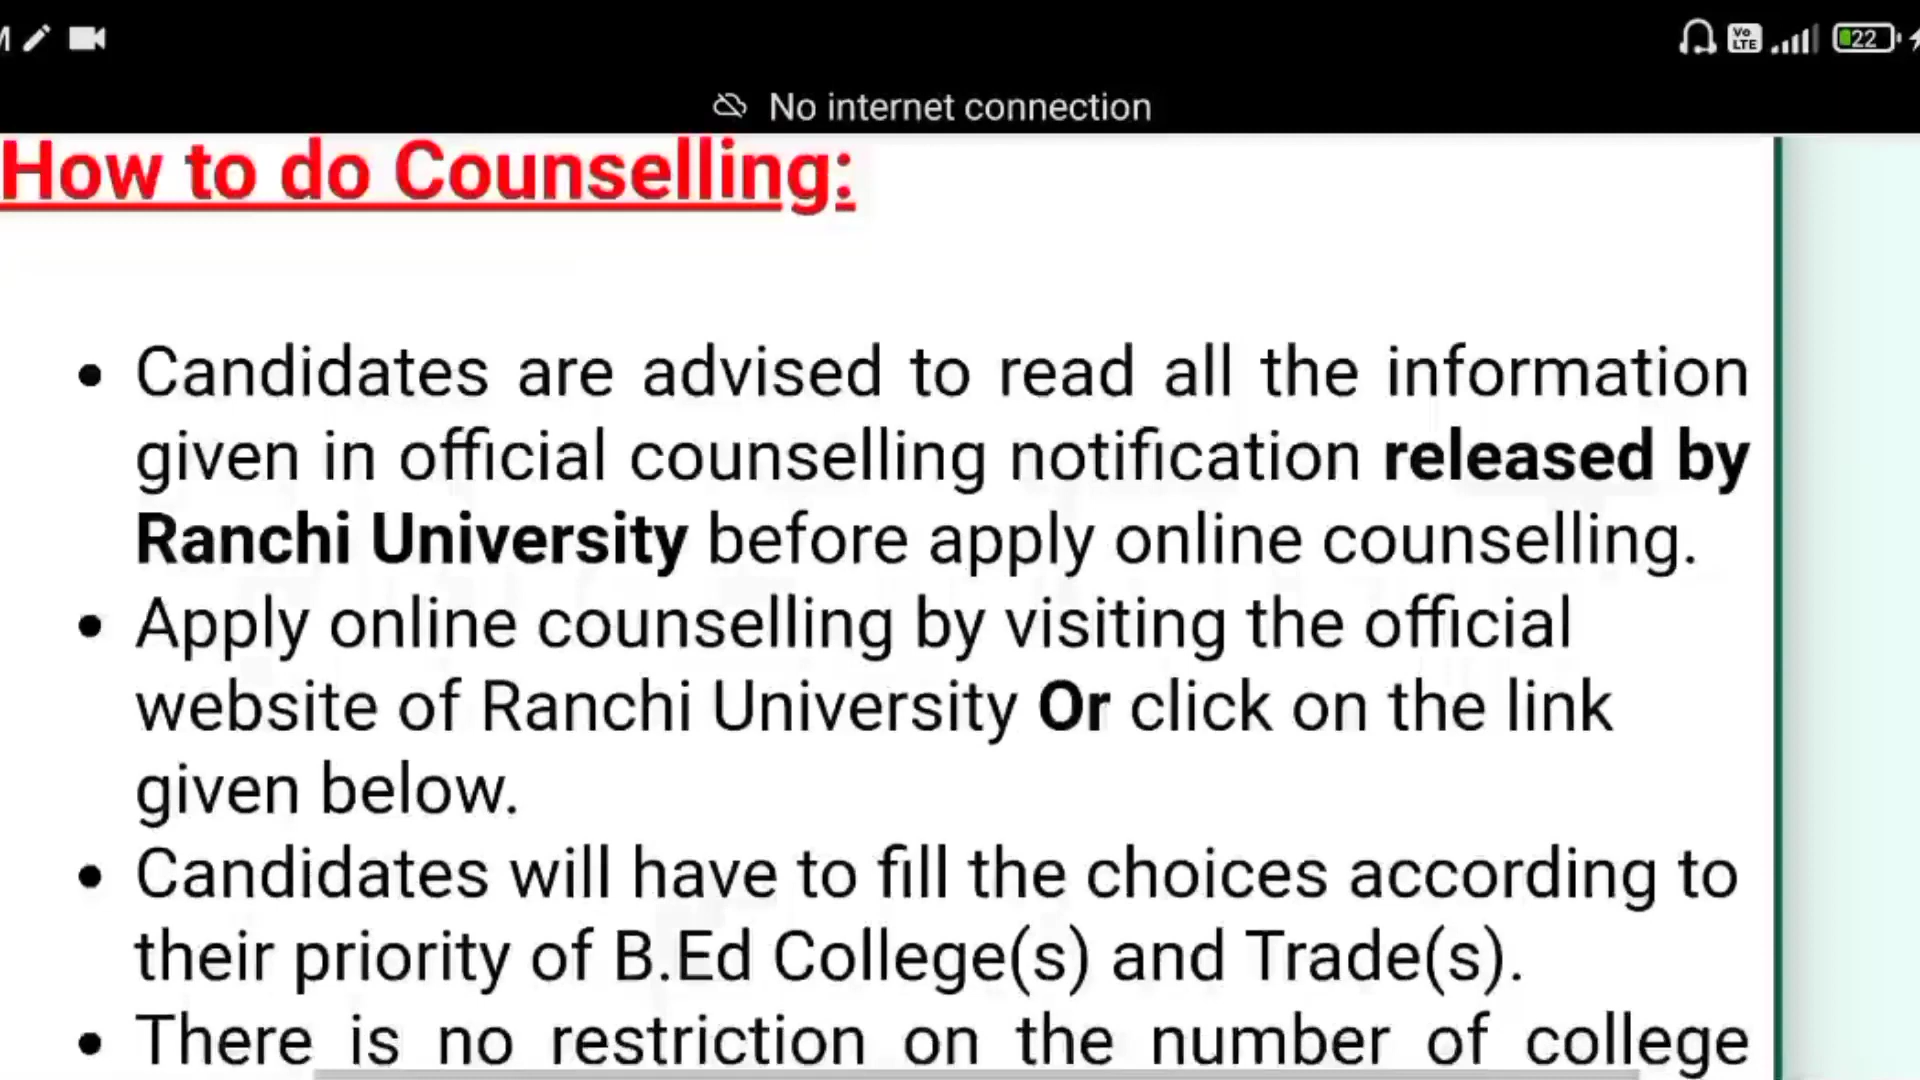 Vo
LTE
22
No internet connection
How to do Counselling:
• Candidates are advised to read all the information
given in official counselling notification released by
Ranchi University before apply online counselling.
• Apply online counselling by visiting the official
website of Ranchi University Or click on the link
given below.
• Candidates will have to fill the choices according to
their priority of B.Ed College(s) and Trade(s).
• There is no restriction on the number of college